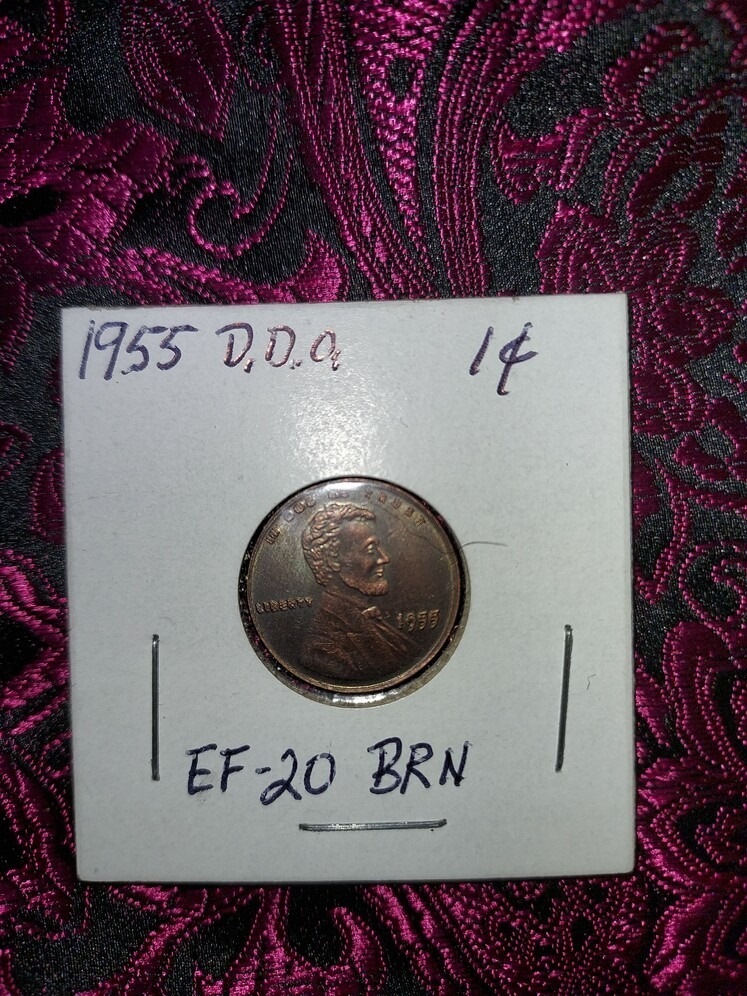 1955 D.D.O. 1¢
IN GOD WE TRUST
LIBERTY
1955
EF-20 BRN